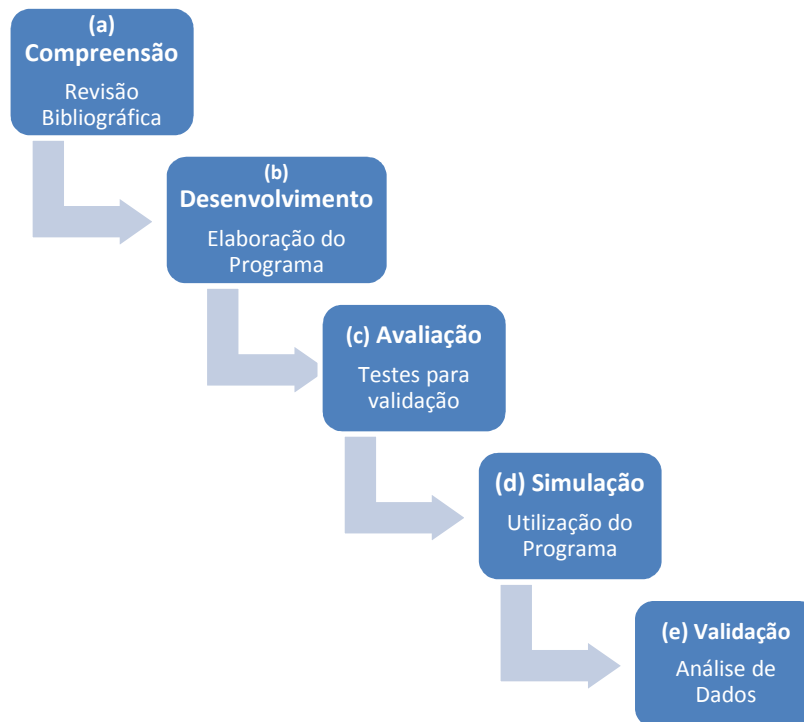 (a)
Compreensão
Revisão
Bibliográfica
(b)
Desenvolvimento
Elaboração do
Programa
(c) Avaliação
Testes para
validação
(d) Simulação
Utilização do
Programa
(e) Validação
Análise de
Dados